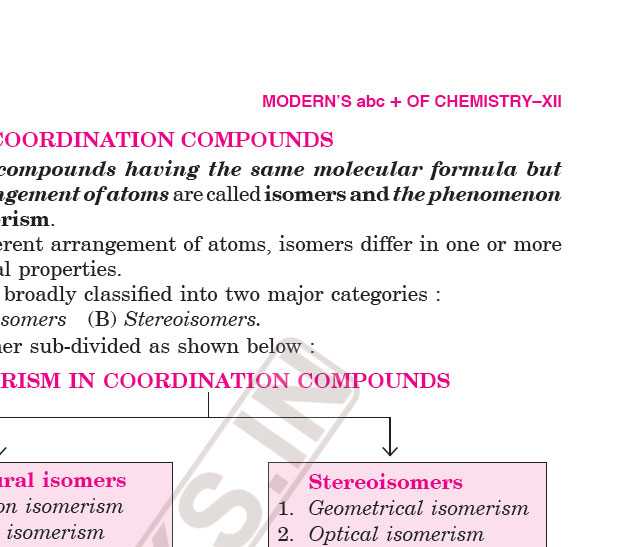 MODERN'S abc + OF CHEMISTRY–XII
COORDINATION COMPOUNDS
compounds having the same molecular formula but
ngement of atoms are called isomers and the phenomenon
rism.
erent arrangement of atoms, isomers differ in one or more
al properties.
broadly classified into two major categories :
somers (B) Stereoisomers.
her sub-divided as shown below :
RISM IN COORDINATION COMPOUNDS
ural isomers
on isomerism
isomerism
Stereoisomers
1. Geometrical isomerism
2. Optical isomerism
S.IN